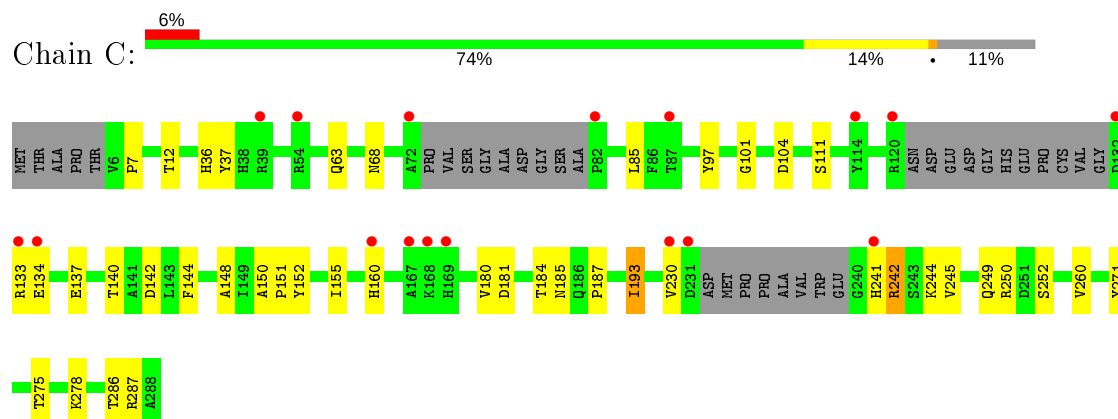 6%
Chain C:
74% 14% • 11%
MET THR ALA PRO THR V6 P7 T12 H36 Y37 H38 R39 R54 Q63 N68 A72 PRO VAL SER GLY ALA ASP GLY SER ALA P82 L85 F86 T87 Y97 G101 D104 S111 Y114 R120 ASN ASP GLU ASP GLY HIS GLU PRO CYS VAL GLY D132
R133 E134 E137 T140 A141 D142 L143 F144 A148 I149 A150 P151 Y152 I155 H160 A167 K168 H169 V180 D181 T184 N185 Q186 P187 I193 V230 D231 ASP MET PRO PRO ALA VAL TRP GLU G240 H241 R242 S243 K244 V245 Q249 R250 D251 S252 V260 Y271
T275 K278 T286 R287 A288